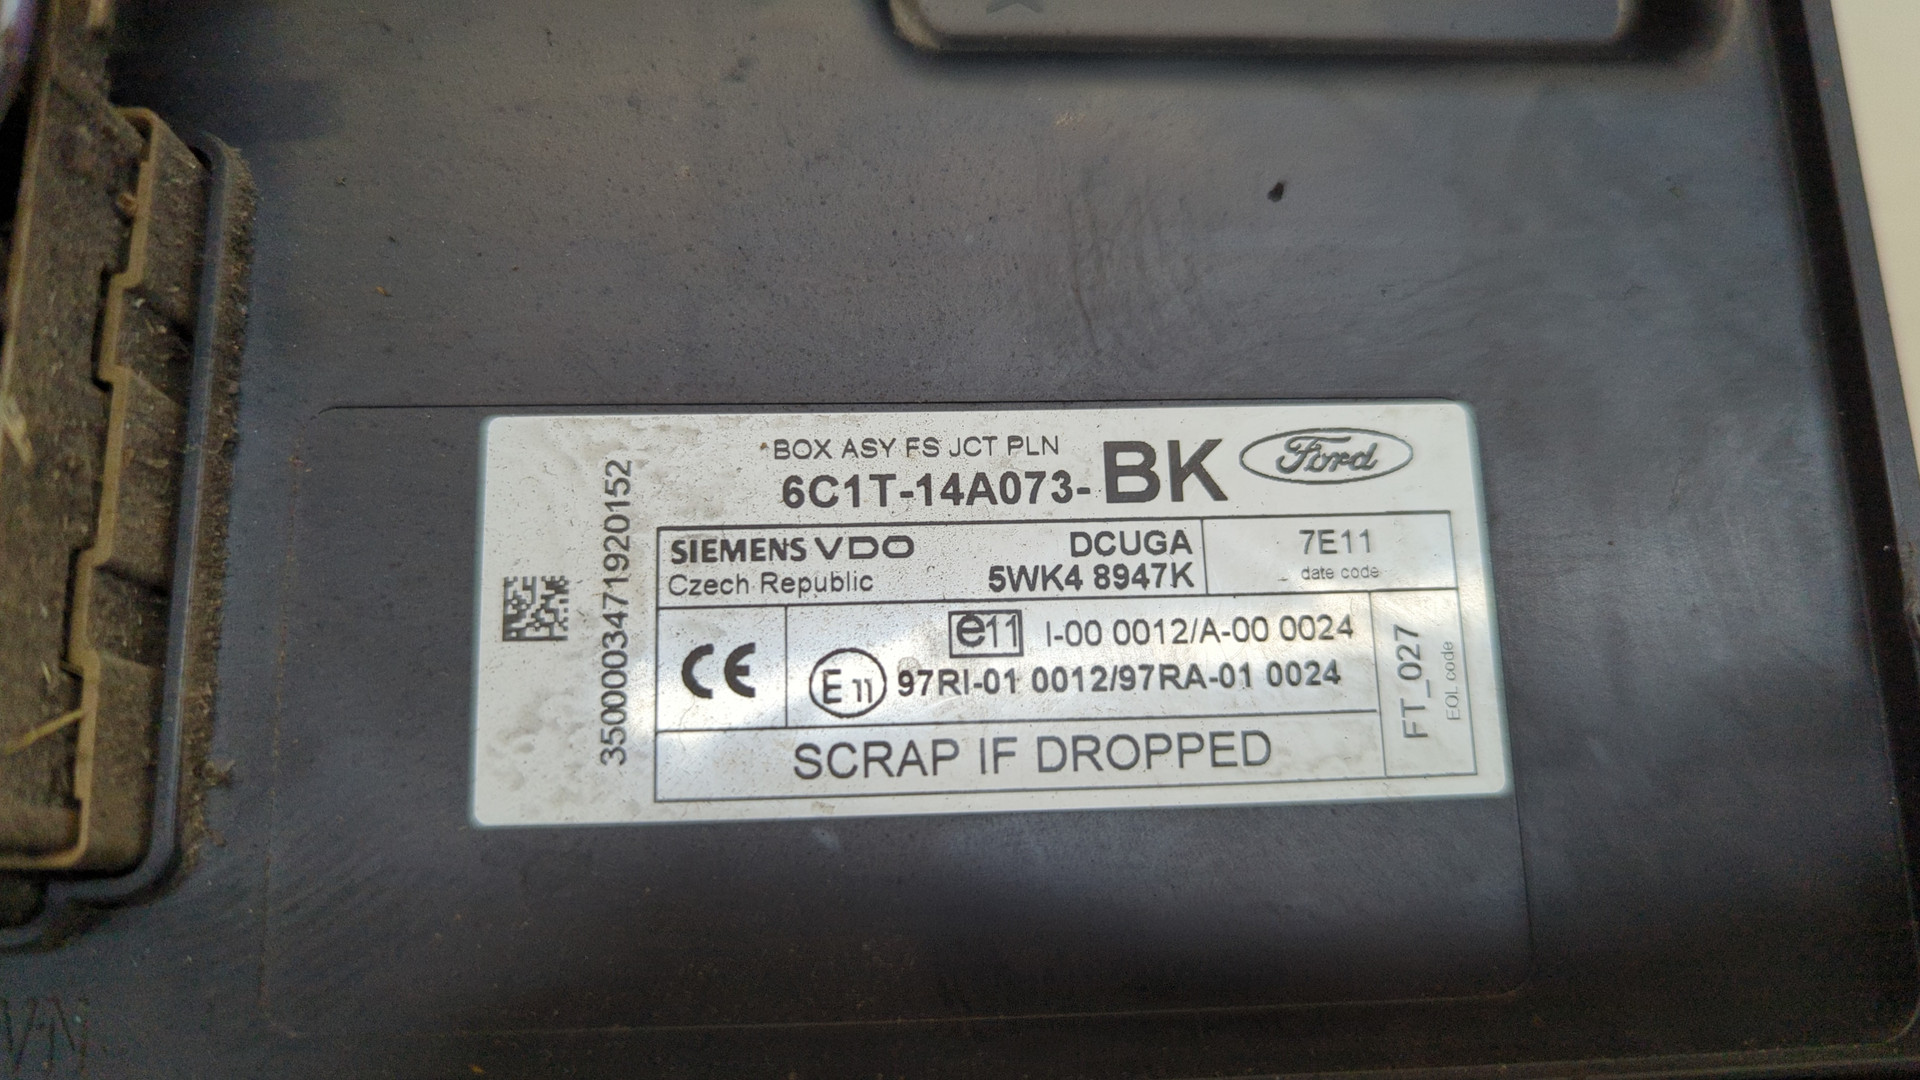 BOX ASY FS JCT PLN
6C1T-14A073-BK
Ford
350000034719201​52
SIEMENS VDO
Czech Republic
DCUGA
5WK4 8947K
7E11
date code
CE
e11 I-00 0012/A-00 0024
E11 97RI-01 0012/97RA-01 0024
FT_027
EOL code
SCRAP IF DROPPED